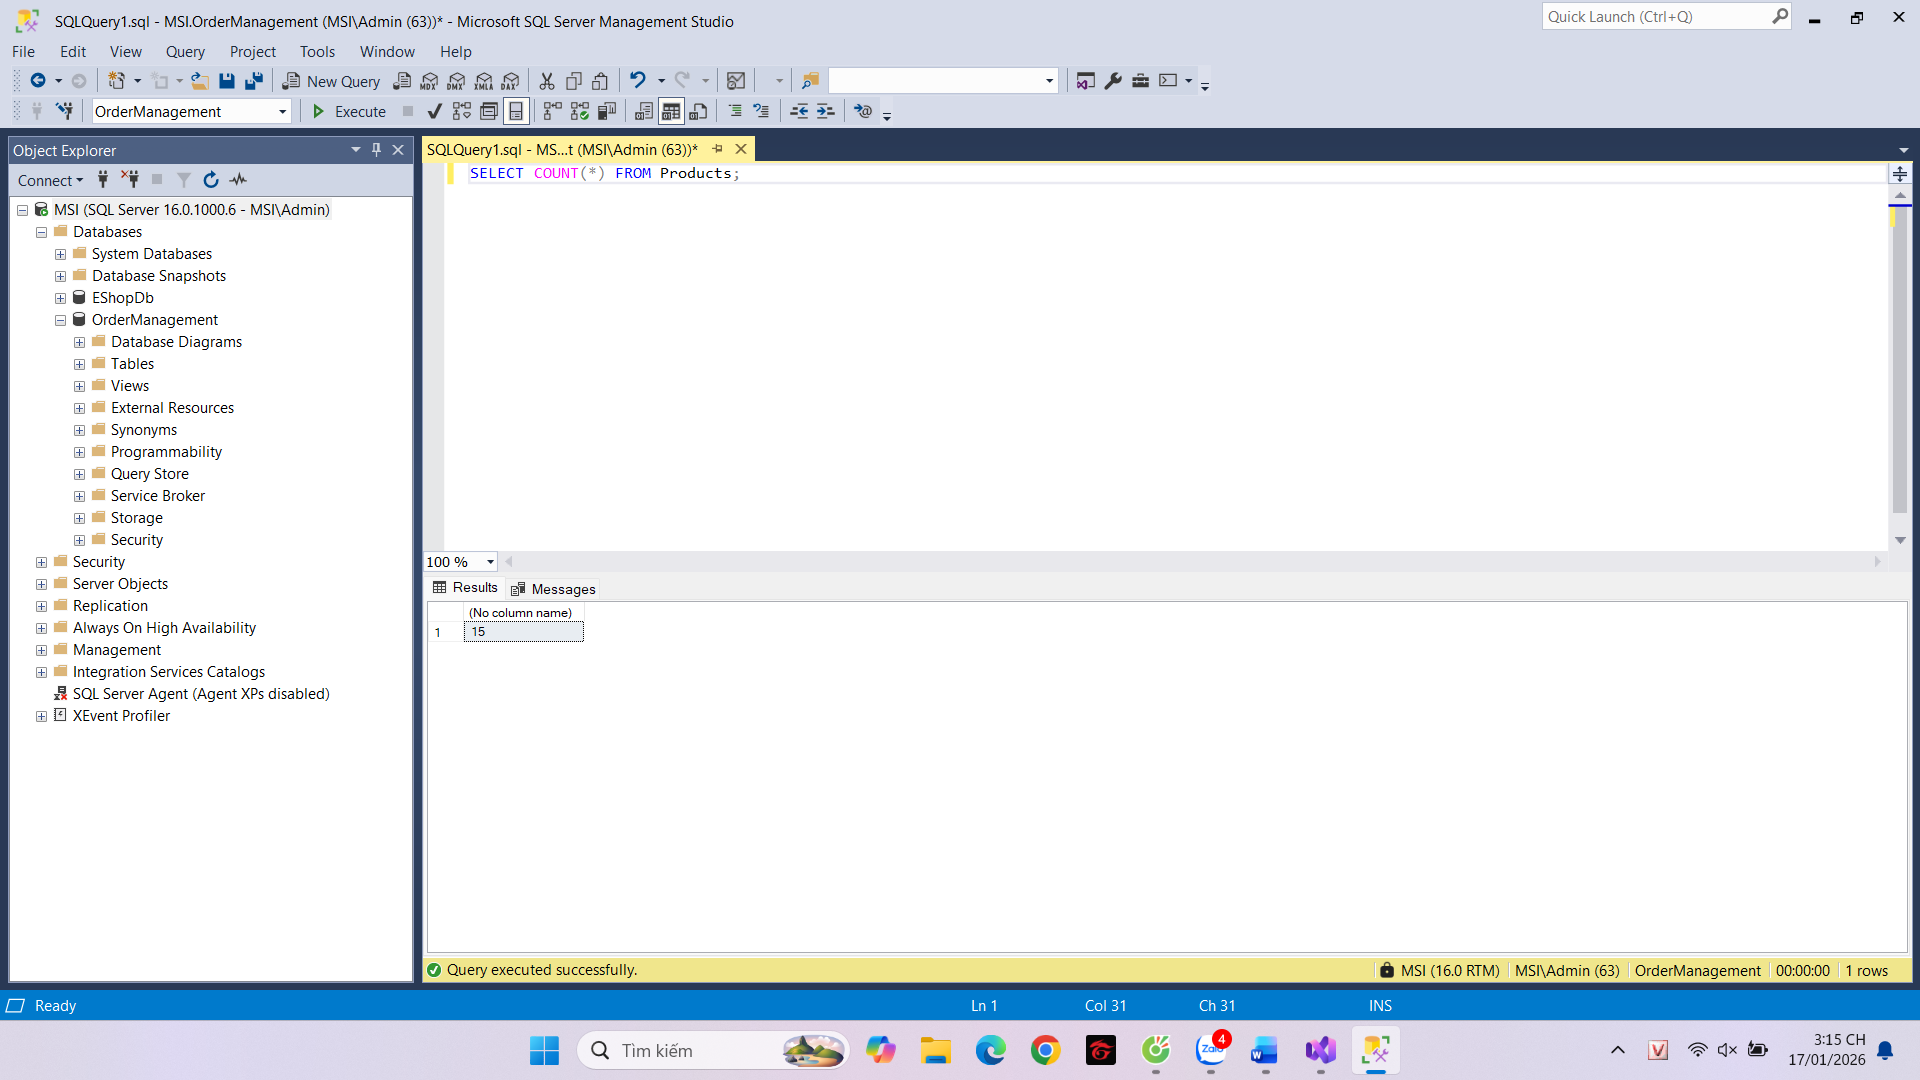 SQLQuery1.sql - MSI.OrderManagement (MSI\Admin (63))* - Microsoft SQL Server Management Studio
Quick Launch (Ctrl+Q)
File Edit View Query Project Tools Window Help
New Query MDX DMX XMLA DAX
OrderManagement Execute
Object Explorer
SQLQuery1.sql - MS...t (MSI\Admin (63))*
Connect
SELECT COUNT(*) FROM Products;
MSI (SQL Server 16.0.1000.6 - MSI\Admin)
Databases
System Databases
Database Snapshots
EShopDb
OrderManagement
Database Diagrams
Tables
Views
External Resources
Synonyms
Programmability
Query Store
Service Broker
Storage
Security
Security
Server Objects
Replication
Always On High Availability
Management
Integration Services Catalogs
SQL Server Agent (Agent XPs disabled)
XEvent Profiler
100 %
Results Messages
(No column name)
1 15
Query executed successfully.
MSI (16.0 RTM) MSI\Admin (63) OrderManagement 00:00:00 1 rows
Ready Ln 1 Col 31 Ch 31 INS
Tìm kiếm
Zalo 4
3:15 CH
17/01/2026